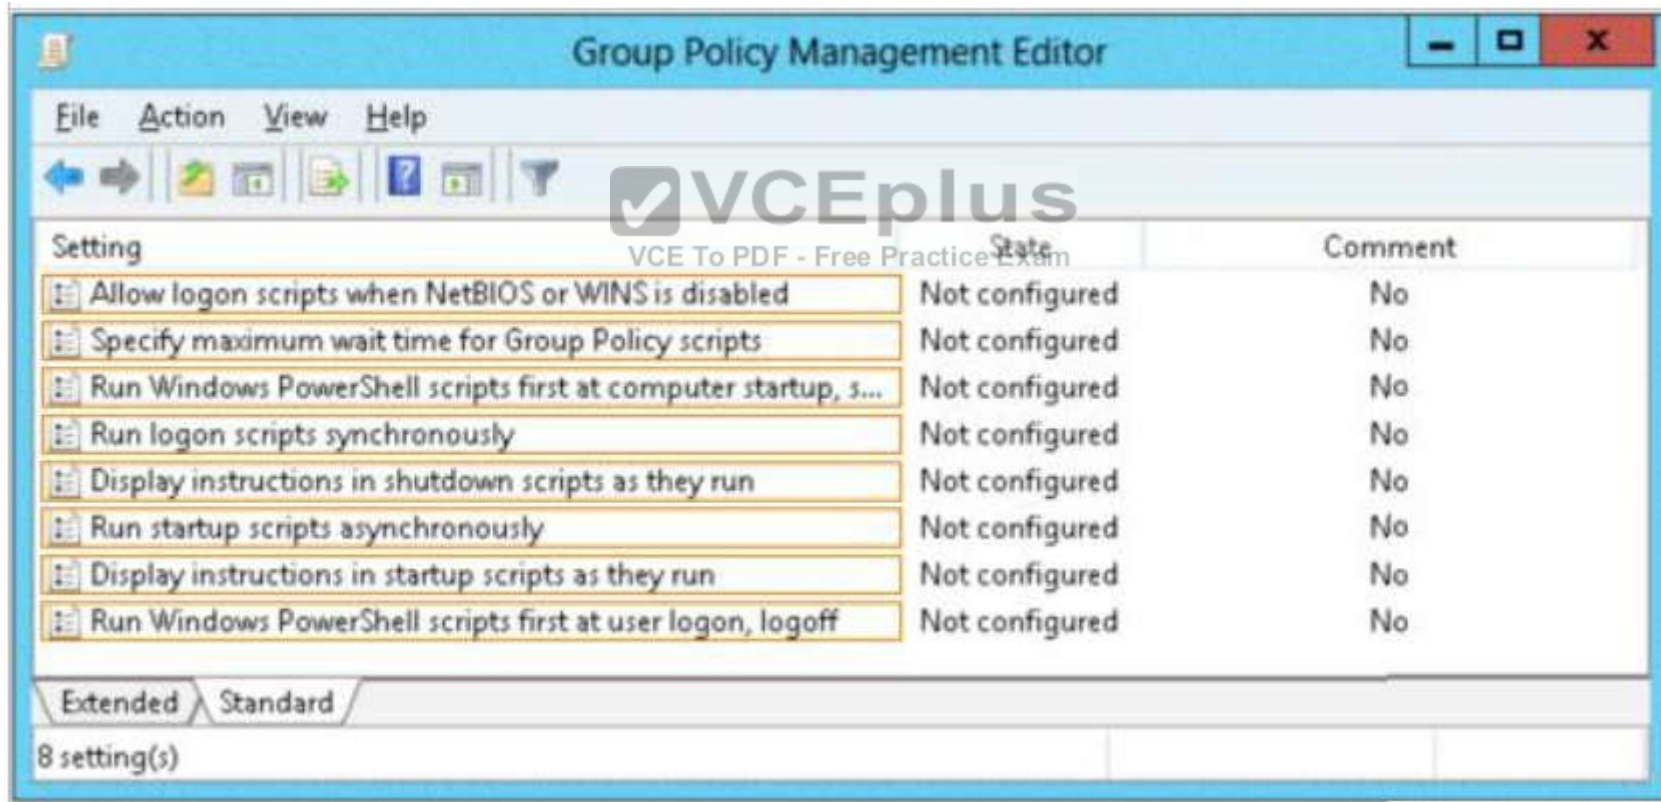 Group Policy Management Editor
File Action View Help
VCEplus
VCE To PDF - Free Practice Exam
Setting State Comment
Allow logon scripts when NetBIOS or WINS is disabled Not configured No
Specify maximum wait time for Group Policy scripts Not configured No
Run Windows PowerShell scripts first at computer startup, s... Not configured No
Run logon scripts synchronously Not configured No
Display instructions in shutdown scripts as they run Not configured No
Run startup scripts asynchronously Not configured No
Display instructions in startup scripts as they run Not configured No
Run Windows PowerShell scripts first at user logon, logoff Not configured No
Extended Standard
8 setting(s)